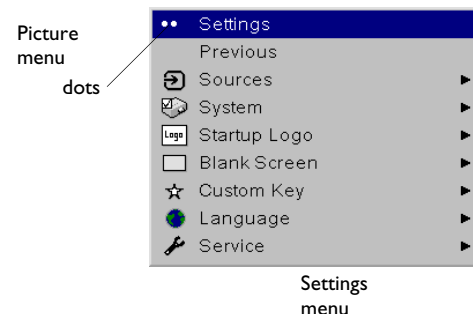 Picture
menu
dots
Settings
Previous
Sources
System
Logo Startup Logo
Blank Screen
Custom Key
Language
Service
Settings
menu